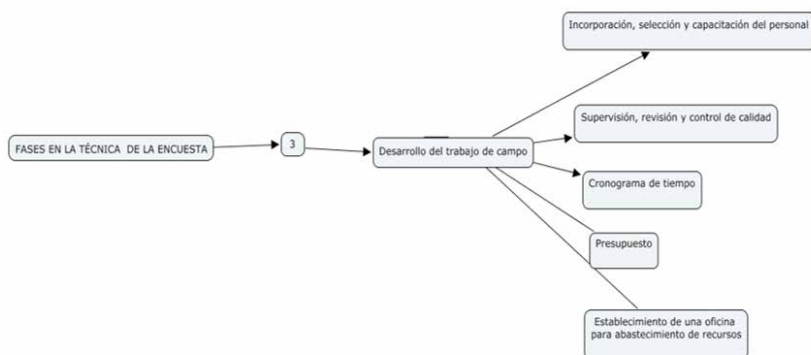 Incorporación, selección y capacitación del personal
Supervisión, revisión y control de calidad
FASES EN LA TÉCNICA DE LA ENCUESTA
3
Desarrollo del trabajo de campo
Cronograma de tiempo
Presupuesto
Establecimiento de una oficina
para abastecimiento de recursos